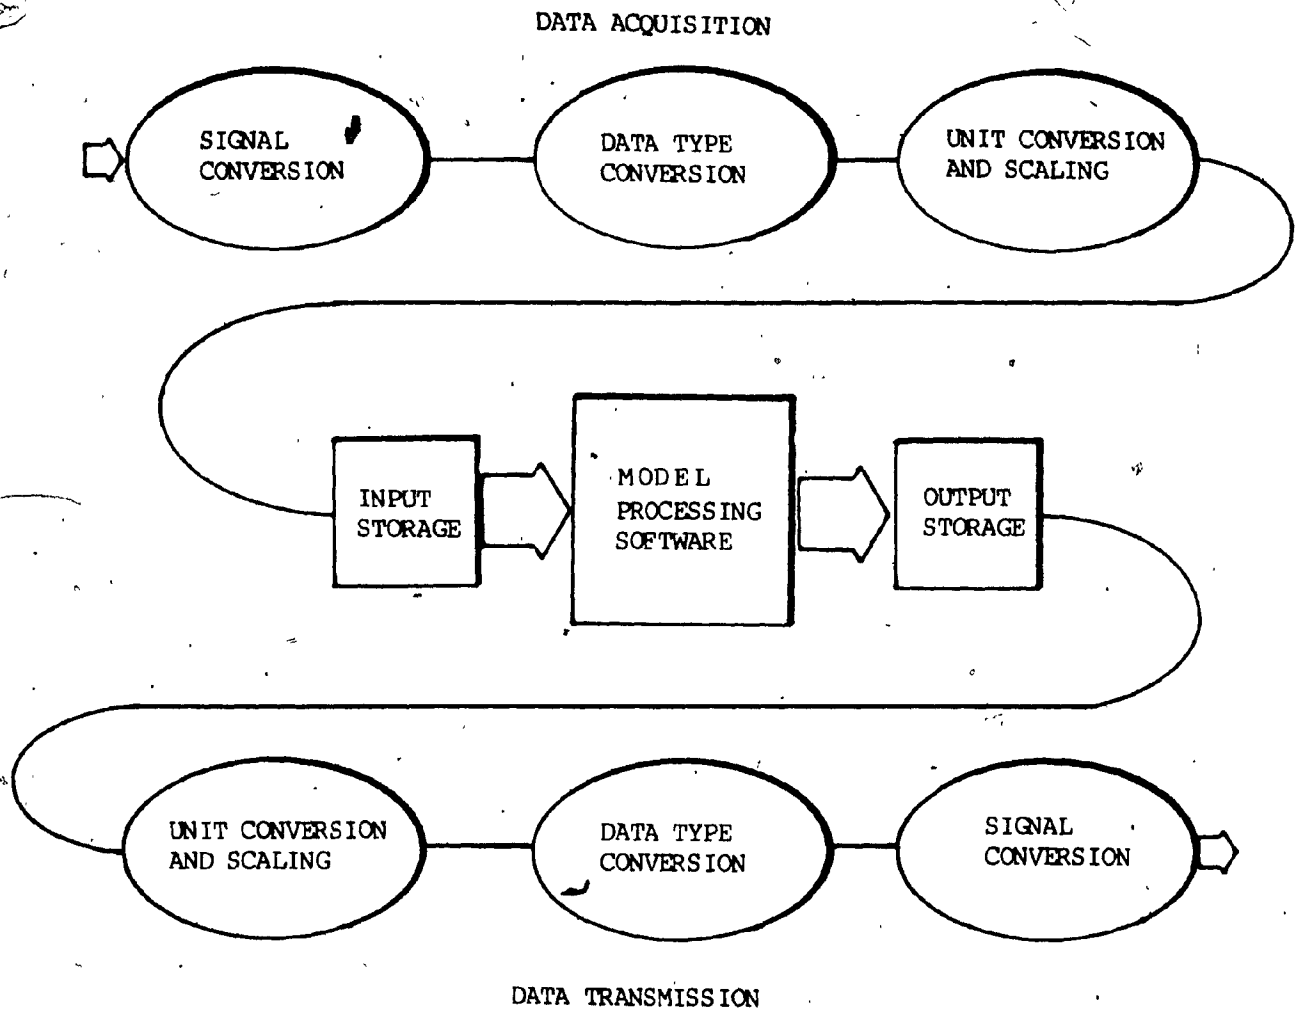 DATA ACQUISITION
SIGNAL
CONVERSION
DATA TYPE
CONVERSION
UNIT CONVERSION
AND SCALING
INPUT
STORAGE
MODEL
PROCESSING
SOFTWARE
OUTPUT
STORAGE
UNIT CONVERSION
AND SCALING
DATA TYPE
CONVERSION
SIGNAL
CONVERSION
DATA TRANSMISSION